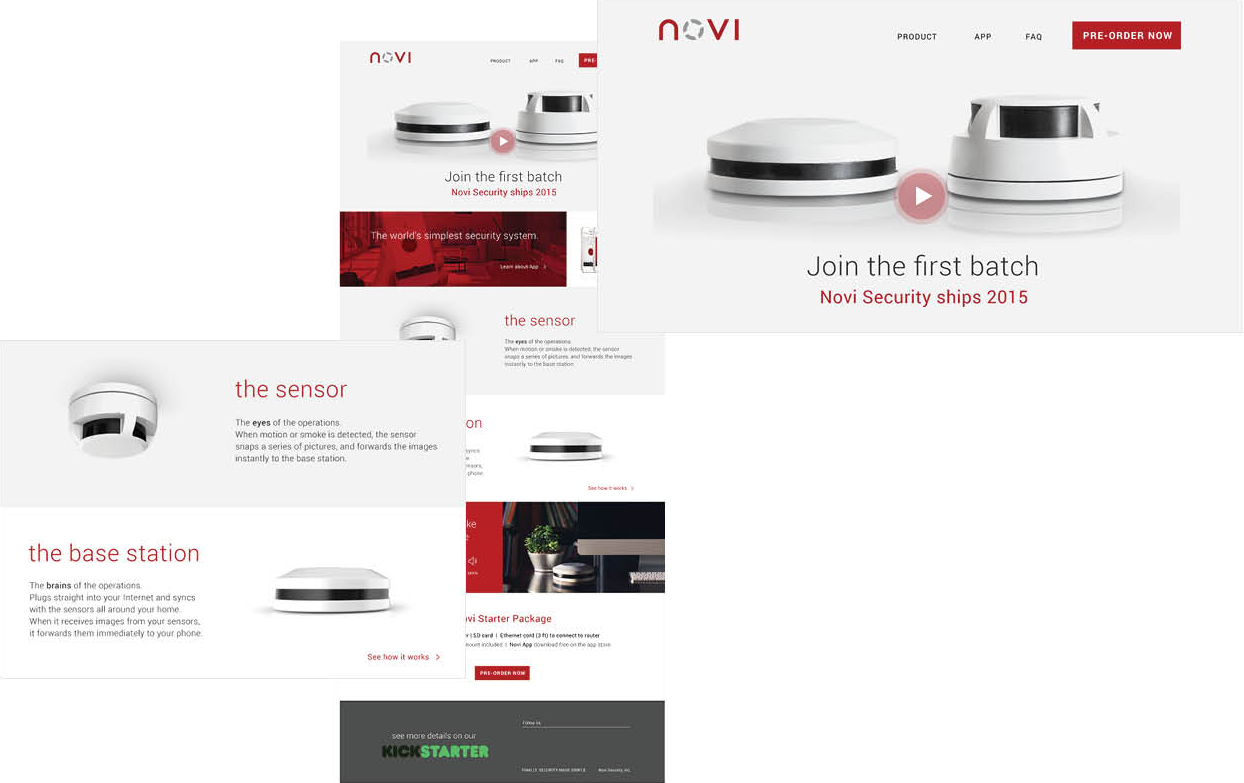 novi
PRODUCT
APP
FAQ
PRE-ORDER NOW
Join the first batch
Novi Security ships 2015
novi
PRODUCT
APP
FAQ
PRE-
Join the first batch
Novi Security ships 2015
The world's simplest security system.
Learn about App >
the sensor
The eyes of the operations.
When motion or smoke is detected, the sensor
snaps a series of pictures, and forwards the images
instantly to the base station.
the sensor
The eyes of the operations.
When motion or smoke is detected, the sensor
snaps a series of pictures, and forwards the images
instantly to the base station.
the base station
The brains of the operations.
Plugs straight into your Internet and syncs
with the sensors all around your home.
When it receives images from your sensors,
it forwards them immediately to your phone.
See how it works >
on
syncs
phone.
See how it works >
ke
vi Starter Package
r | SD card | Ethernet cord (3 ft) to connect to router
mount included | Novi App download free on the app store
PRE-ORDER NOW
see more details on our
KICKSTARTER
Follow Us
Novi Security, Inc.